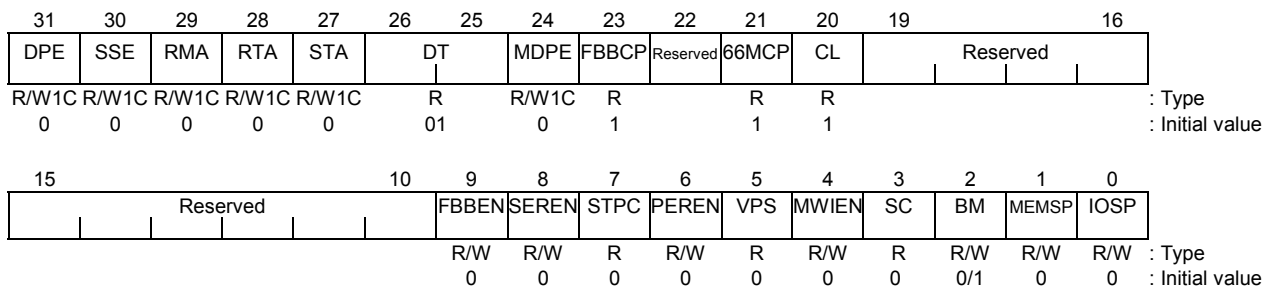 31 30 29 28 27 26 25 24 23 22 21 20 19 16
DPE SSE RMA RTA STA DT MDPE FBBCP Reserved 66MCP CL Reserved
R/W1C R/W1C R/W1C R/W1C R/W1C R R/W1C R R R : Type
0 0 0 0 0 01 0 1 1 1 : Initial value
15 10 9 8 7 6 5 4 3 2 1 0
Reserved FBBEN SEREN STPC PEREN VPS MWIEN SC BM MEMSP IOSP
R/W R/W R R/W R R/W R R/W R/W R/W : Type
0 0 0 0 0 0 0 0/1 0 0 : Initial value